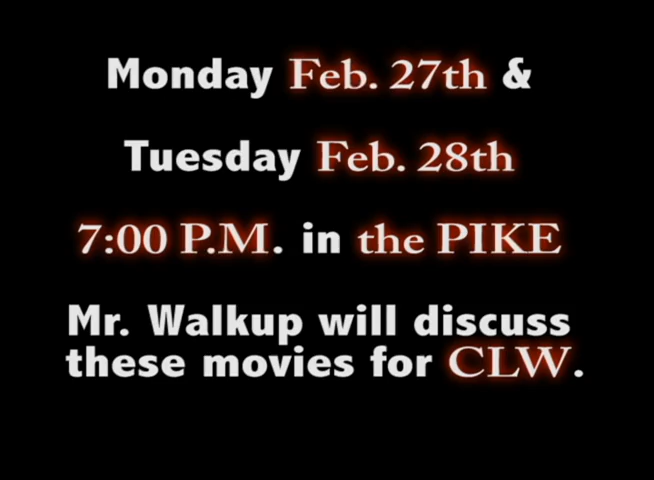 Monday Feb. 27th &
Tuesday Feb. 28th
7:00 P.M. in the PIKE
Mr. Walkup will discuss
these movies for CLW.